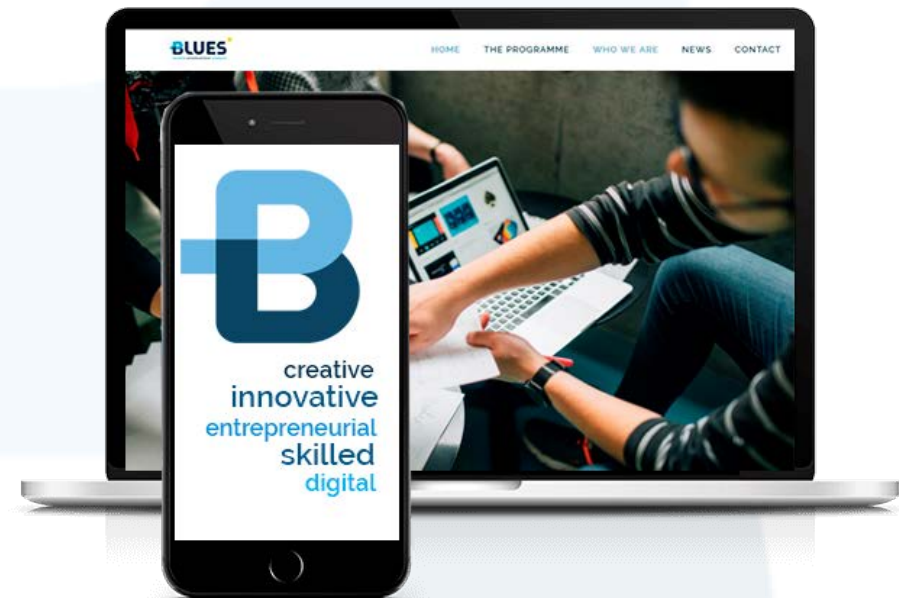 BLUES
HOME THE PROGRAMME WHO WE ARE NEWS CONTACT
B
creative
innovative
entrepreneurial
skilled
digital